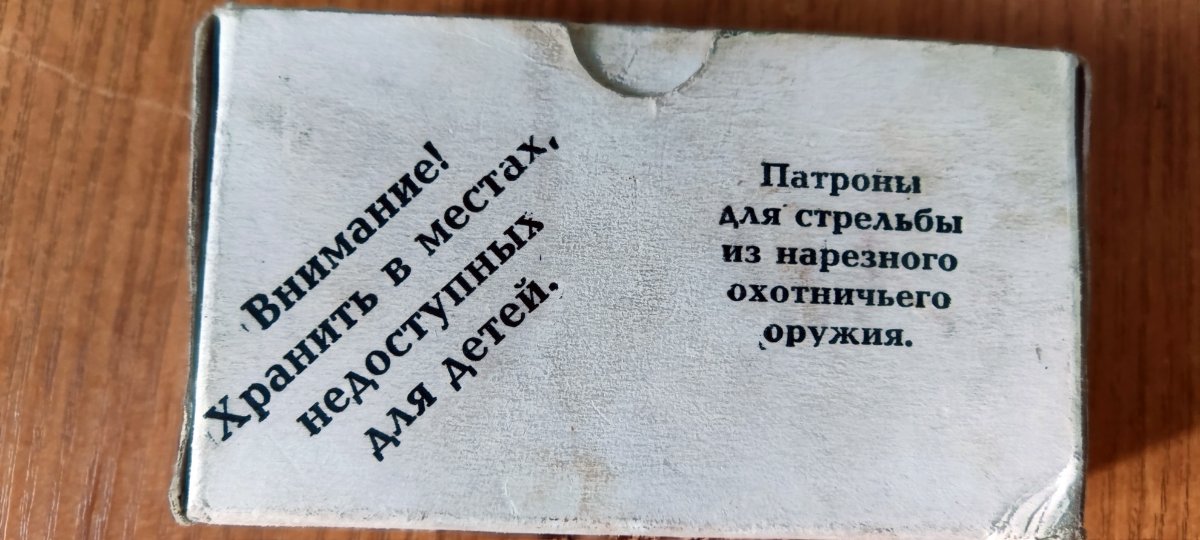 Внимание!
Хранить в местах,
недоступных
для детей.
Патроны
для стрельбы
из нарезного
охотничьего
оружия.